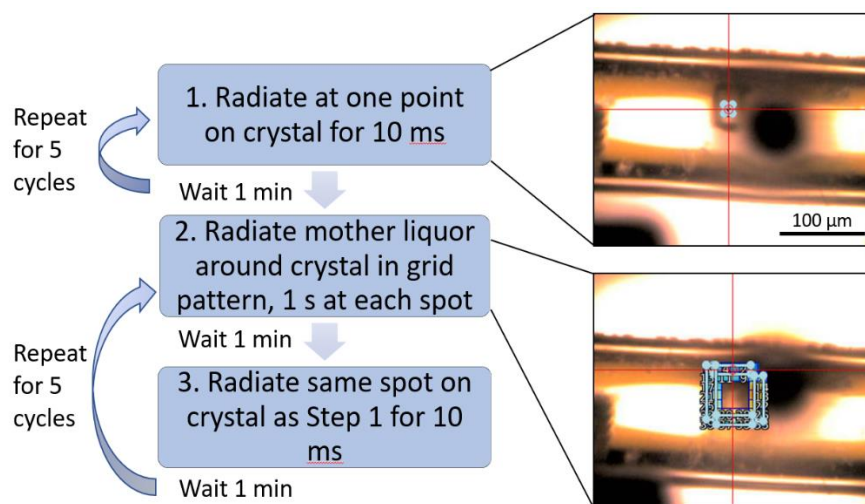 Repeat
for 5
cycles
1. Radiate at one point
on crystal for 10 ms
Wait 1 min
2. Radiate mother liquor
around crystal in grid
pattern, 1 s at each spot
Wait 1 min
Repeat
for 5
cycles
3. Radiate same spot on
crystal as Step 1 for 10
ms
Wait 1 min
100 µm